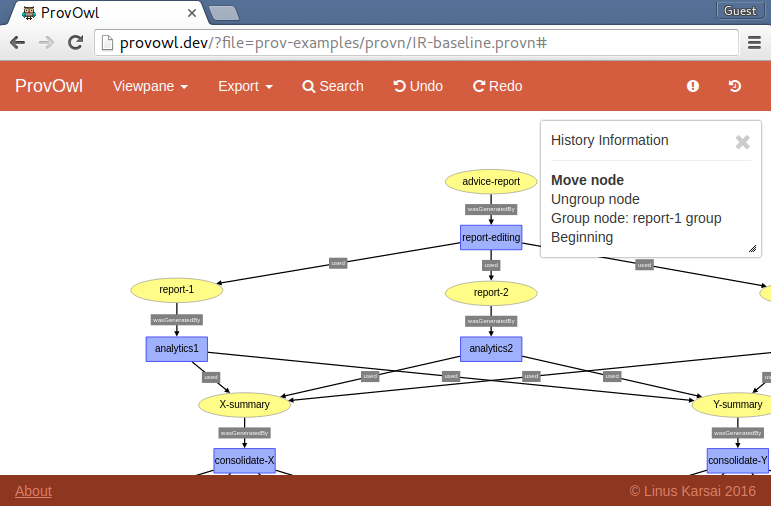 ProvOwl
Guest
provowl.dev/?file=prov-examples/provn/IR-baseline.provn#
ProvOwl Viewpane Export Search Undo Redo
History Information
Move node
Ungroup node
Group node: report-1 group
Beginning
advice-report
wasGeneratedBy
report-editing
used
used
used
report-1
report-2
wasGeneratedBy
wasGeneratedBy
analytics1
analytics2
used
used
used
used
used
X-summary
Y-summary
wasGeneratedBy
wasGeneratedBy
consolidate-X
consolidate-Y
About
© Linus Karsai 2016